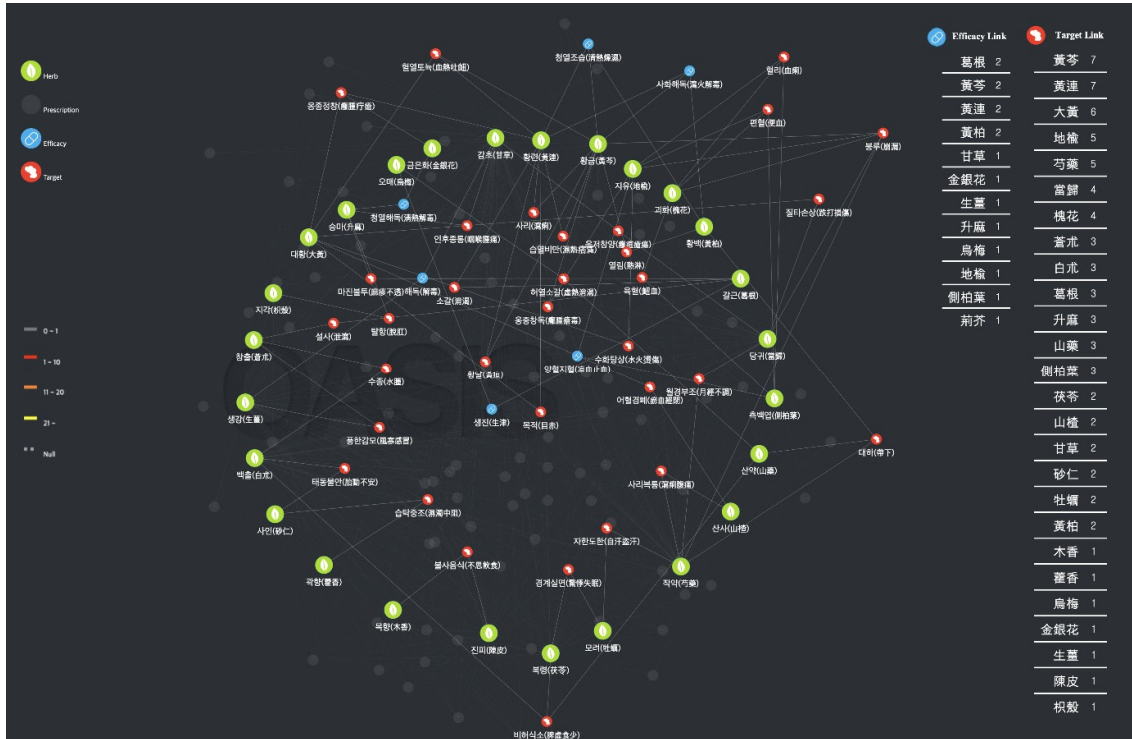 Herb
Prescription
Efficacy
Target
0 ~ 1
1 ~ 10
11 ~ 20
21 ~
Null
OASIS
청열조습(清熱燥濕)
혈열토뉵(血熱吐衄)
사화해독(瀉火解毒)
혈리(血痢)
옹종정창(癰腫疔瘡)
변혈(便血)
붕루(崩漏)
금은화(金銀花)
감초(甘草)
황련(黃連)
황금(黃芩)
오매(烏梅)
지유(地楡)
괴화(槐花)
질타손상(跌打損傷)
승마(升麻)
청열해독(清熱解毒)
사리(瀉痢)
인후종통(咽喉腫痛)
대황(大黃)
황백(黃柏)
열림(熱淋)
마진불투(麻疹不透)
해독(解毒)
소갈(消渴)
허열소갈(虛熱消渴)
육혈(衄血)
갈근(葛根)
지각(枳殼)
설사(泄瀉)
탈항(脫肛)
옹종창독(癰腫瘡毒)
창출(蒼朮)
수화탕상(水火燙傷)
당귀(當歸)
수종(水腫)
황달(黃疸)
양혈지혈(凉血止血)
월경부조(月經不調)
어혈경폐(瘀血經閉)
생강(生薑)
생진(生津)
목적(目赤)
측백엽(側柏葉)
풍한감모(風寒感冒)
대하(帶下)
백출(白朮)
태동불안(胎動不安)
산약(山藥)
사리복통(瀉痢腹痛)
사인(砂仁)
습탁중조(濕濁中阻)
산사(山楂)
자한도한(自汗盜汗)
곽향(藿香)
불사음식(不思飮食)
경계실면(驚悸失眠)
작약(芍藥)
목향(木香)
진피(陳皮)
복령(茯苓)
모려(牡蠣)
비허식소(脾虛食少)
Efficacy Link
葛根 2
黃芩 2
黃連 2
黃柏 2
甘草 1
金銀花 1
生薑 1
升麻 1
烏梅 1
地楡 1
側柏葉 1
荊芥 1
Target Link
黃芩 7
黃連 7
大黃 6
地楡 5
芍藥 5
當歸 4
槐花 4
蒼朮 3
白朮 3
葛根 3
升麻 3
山藥 3
側柏葉 3
茯苓 2
山楂 2
甘草 2
砂仁 2
牡蠣 2
黃柏 2
木香 1
藿香 1
烏梅 1
金銀花 1
生薑 1
陳皮 1
枳殼 1